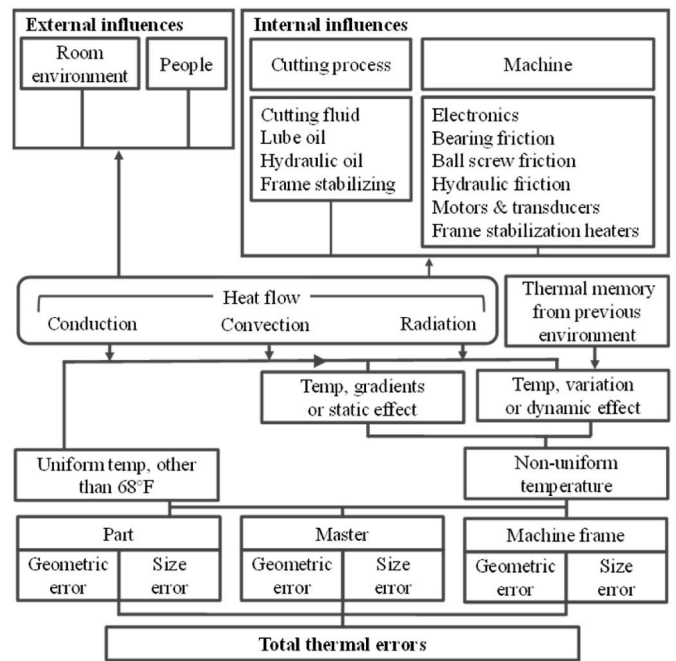 External influences
Room
environment
People
Internal influences
Cutting process
Machine
Cutting fluid
Lube oil
Hydraulic oil
Frame stabilizing
Electronics
Bearing friction
Ball screw friction
Hydraulic friction
Motors & transducers
Frame stabilization heaters
Heat flow
Conduction
Convection
Radiation
Thermal memory
from previous
environment
Temp, gradients
or static effect
Temp, variation
or dynamic effect
Uniform temp, other
than 68°F
Non-uniform
temperature
Part
Geometric
error
Size
error
Master
Geometric
error
Size
error
Machine frame
Geometric
error
Size
error
Total thermal errors